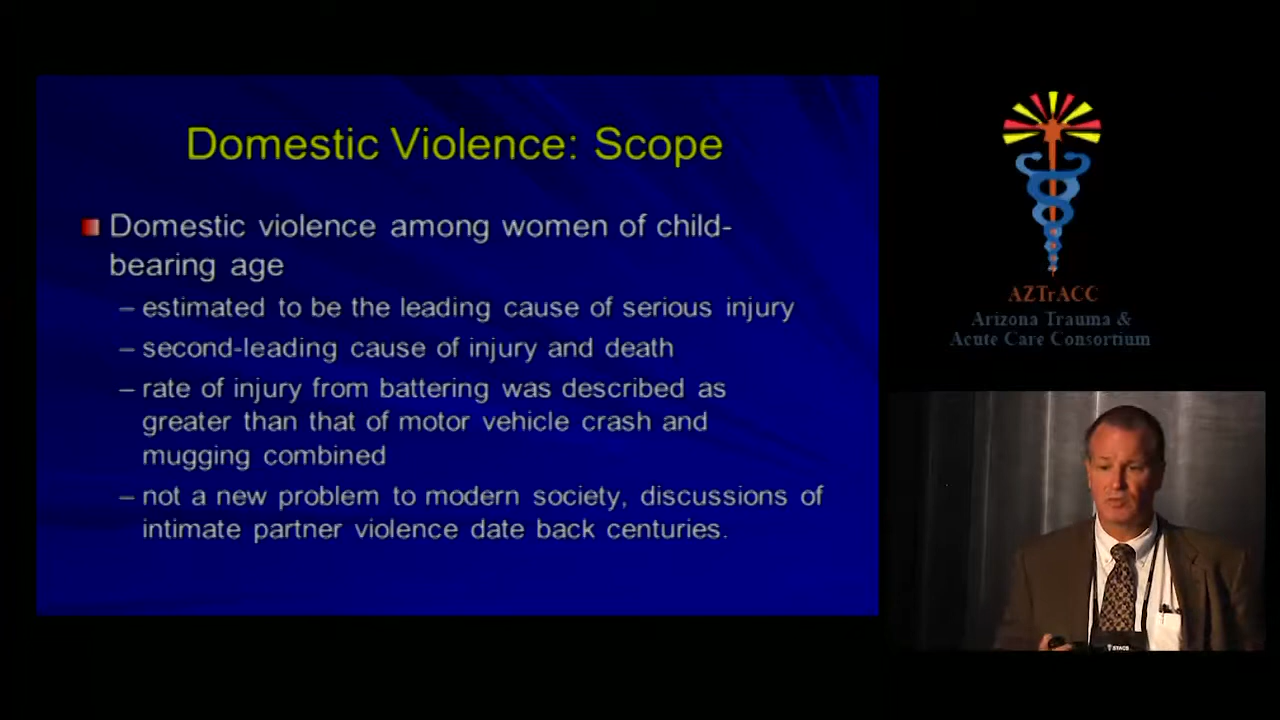 Domestic Violence: Scope
Domestic violence among women of child-
bearing age
– estimated to be the leading cause of serious injury
– second-leading cause of injury and death
– rate of injury from battering was described as
greater than that of motor vehicle crash and
mugging combined
– not a new problem to modern society, discussions of
intimate partner violence date back centuries.
AZTrACC
Arizona Trauma &
Acute Care Consortium
STACS